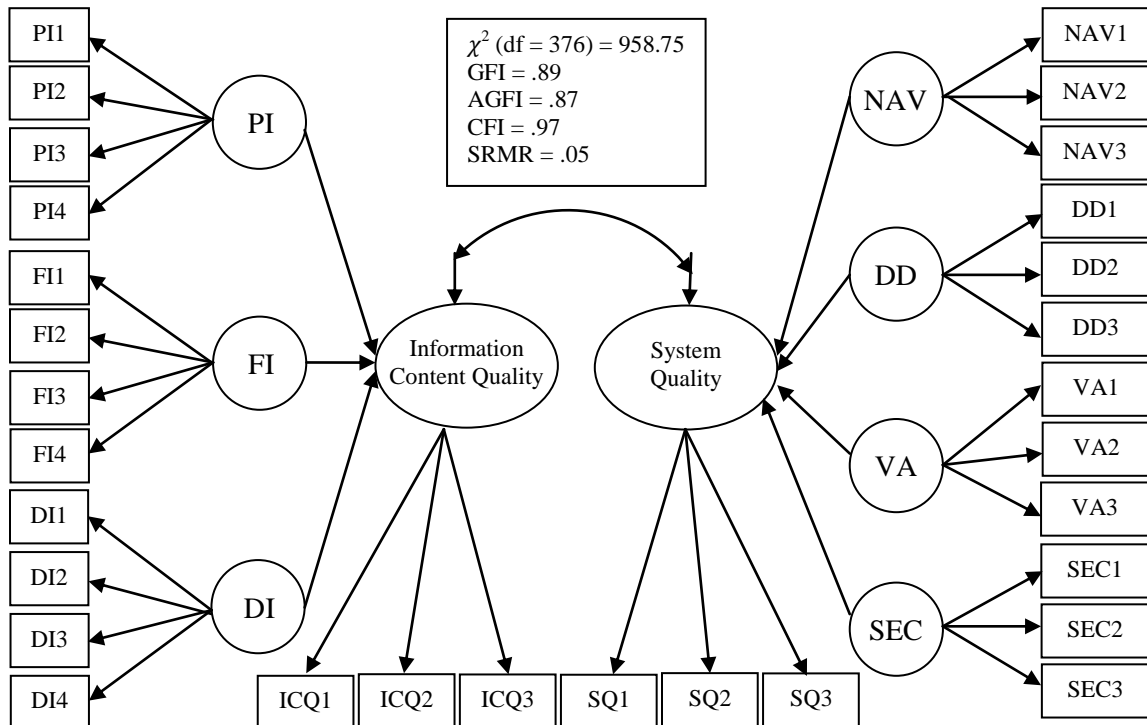 PI1
PI2
PI3
PI4
FI1
FI2
FI3
FI4
DI1
DI2
DI3
DI4
PI
FI
DI
χ² (df = 376) = 958.75
GFI = .89
AGFI = .87
CFI = .97
SRMR = .05
Information
Content Quality
System
Quality
ICQ1
ICQ2
ICQ3
SQ1
SQ2
SQ3
NAV
DD
VA
SEC
NAV1
NAV2
NAV3
DD1
DD2
DD3
VA1
VA2
VA3
SEC1
SEC2
SEC3